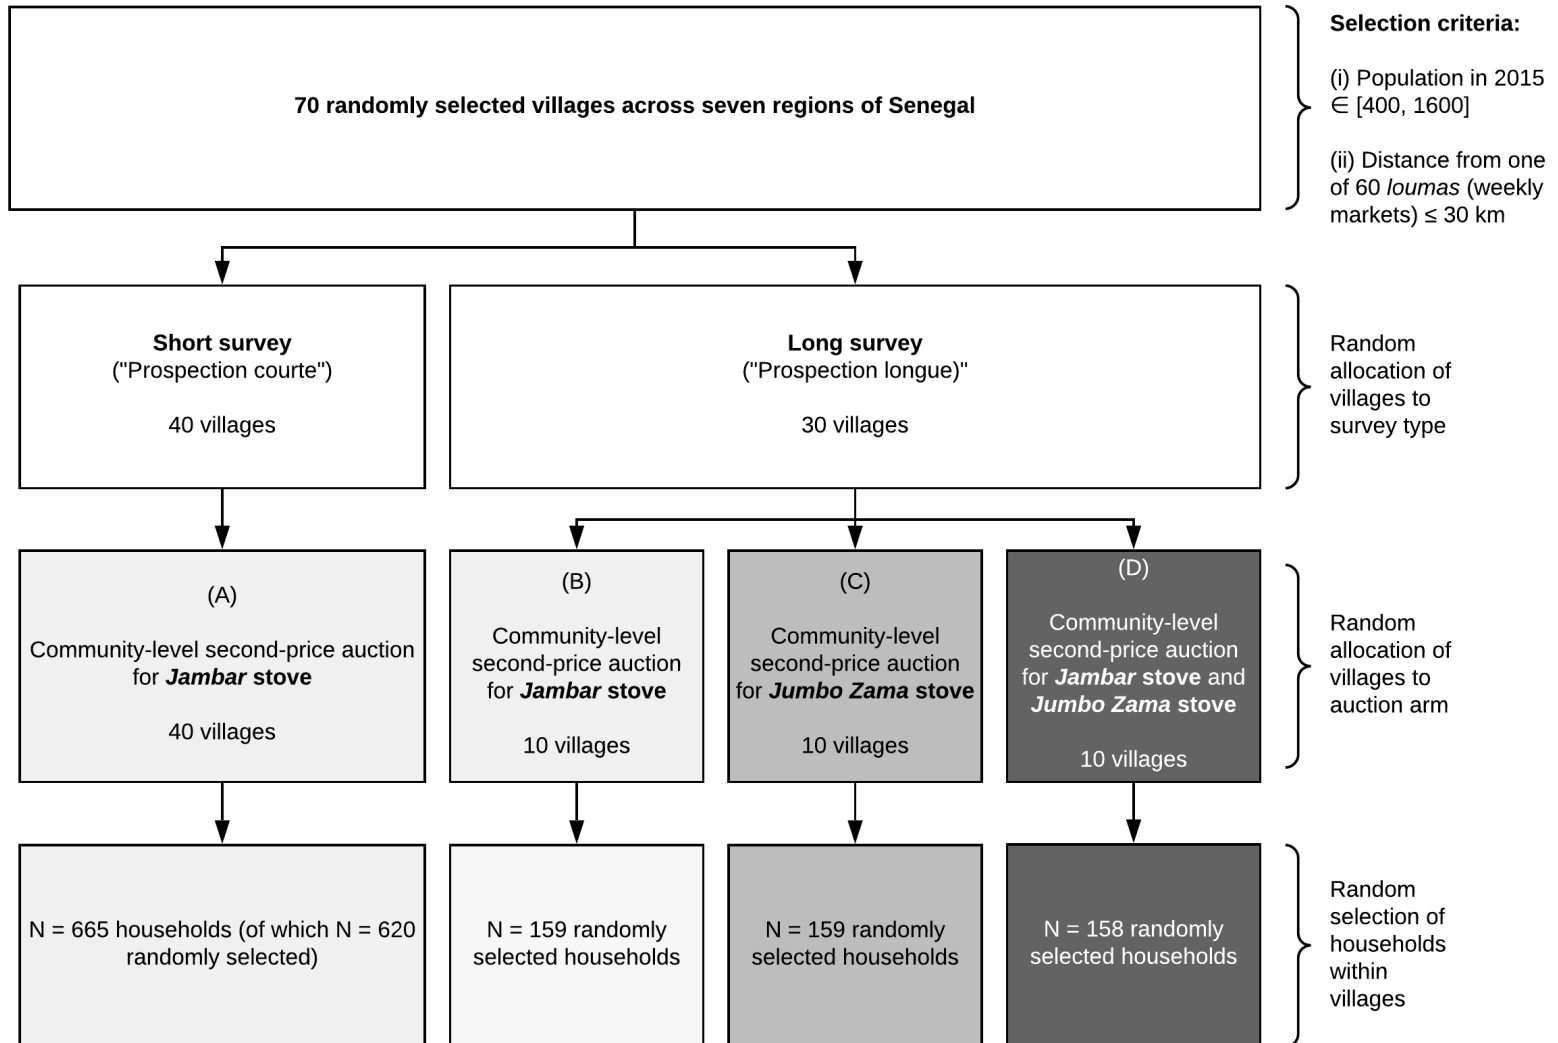 70 randomly selected villages across seven regions of Senegal
Selection criteria:
(i) Population in 2015
∈ [400, 1600]
(ii) Distance from one
of 60 loumas (weekly
markets) ≤ 30 km
Short survey
("Prospection courte")
40 villages
Long survey
("Prospection longue)"
30 villages
Random
allocation of
villages to
survey type
(A)
Community-level second-price auction
for Jambar stove
40 villages
(B)
Community-level
second-price auction
for Jambar stove
10 villages
(C)
Community-level
second-price auction
for Jumbo Zama stove
10 villages
(D)
Community-level
second-price auction
for Jambar stove and
Jumbo Zama stove
10 villages
Random
allocation of
villages to
auction arm
N = 665 households (of which N = 620
randomly selected)
N = 159 randomly
selected households
N = 159 randomly
selected households
N = 158 randomly
selected households
Random
selection of
households
within
villages